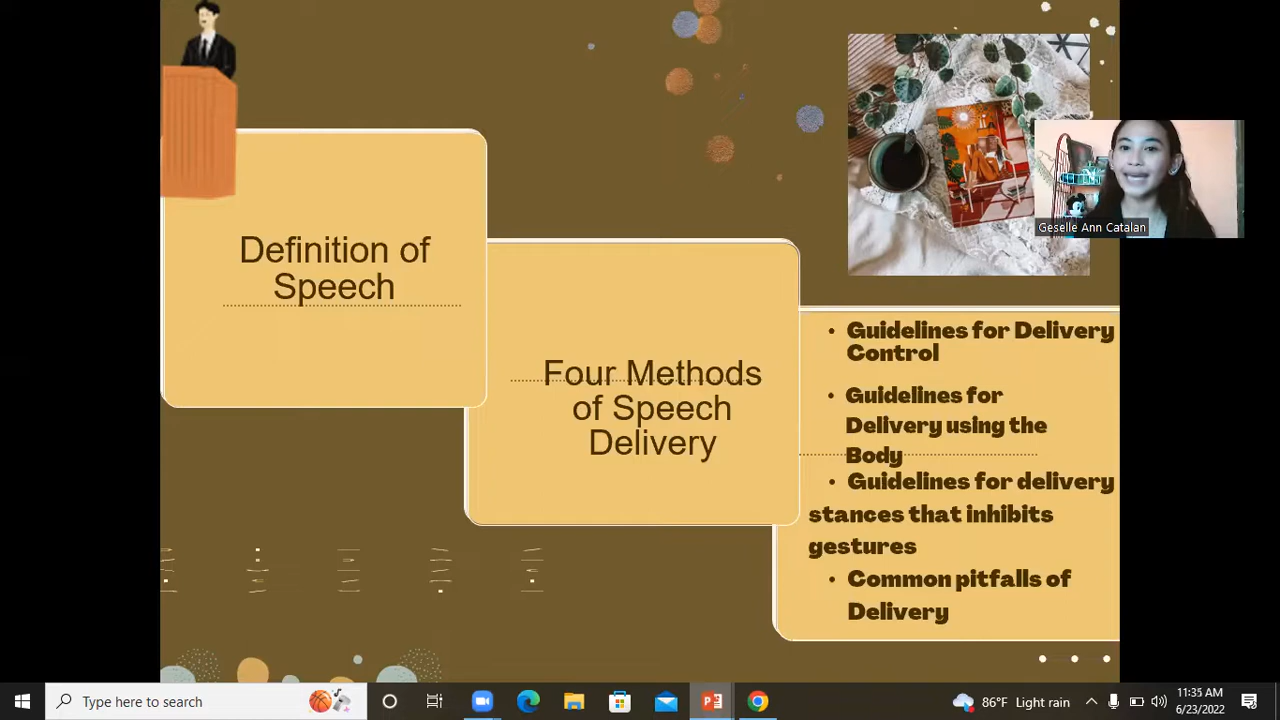 Definition of
Speech
Four Methods
of Speech
Delivery
• Guidelines for Delivery
Control
• Guidelines for
Delivery using the
Body
• Guidelines for delivery
stances that inhibits
gestures
• Common pitfalls of
Delivery
Geselle Ann Catalan
Type here to search
86°F Light rain
11:35 AM
6/23/2022